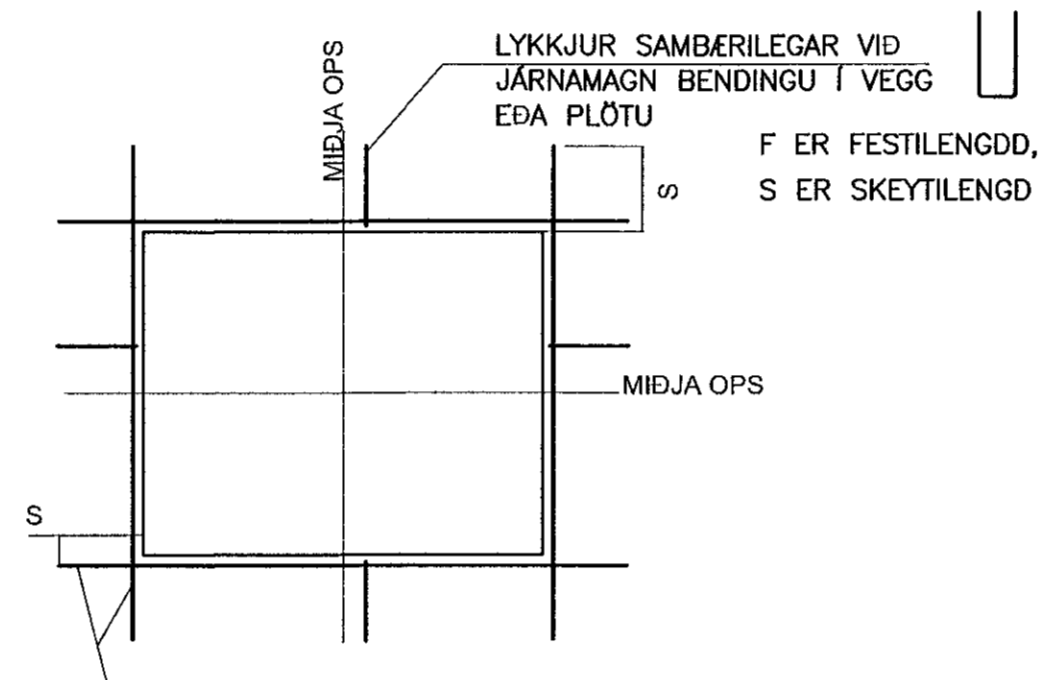 LYKKJUR SAMBÆRILEGAR VIÐ
JÁRNAMAGN BENDINGU Í VEGG
EÐA PLÖTU
F ER FESTILENGDD,
S ER SKEYTILENGD
MIÐJA OPS
S
MIÐJA OPS
S